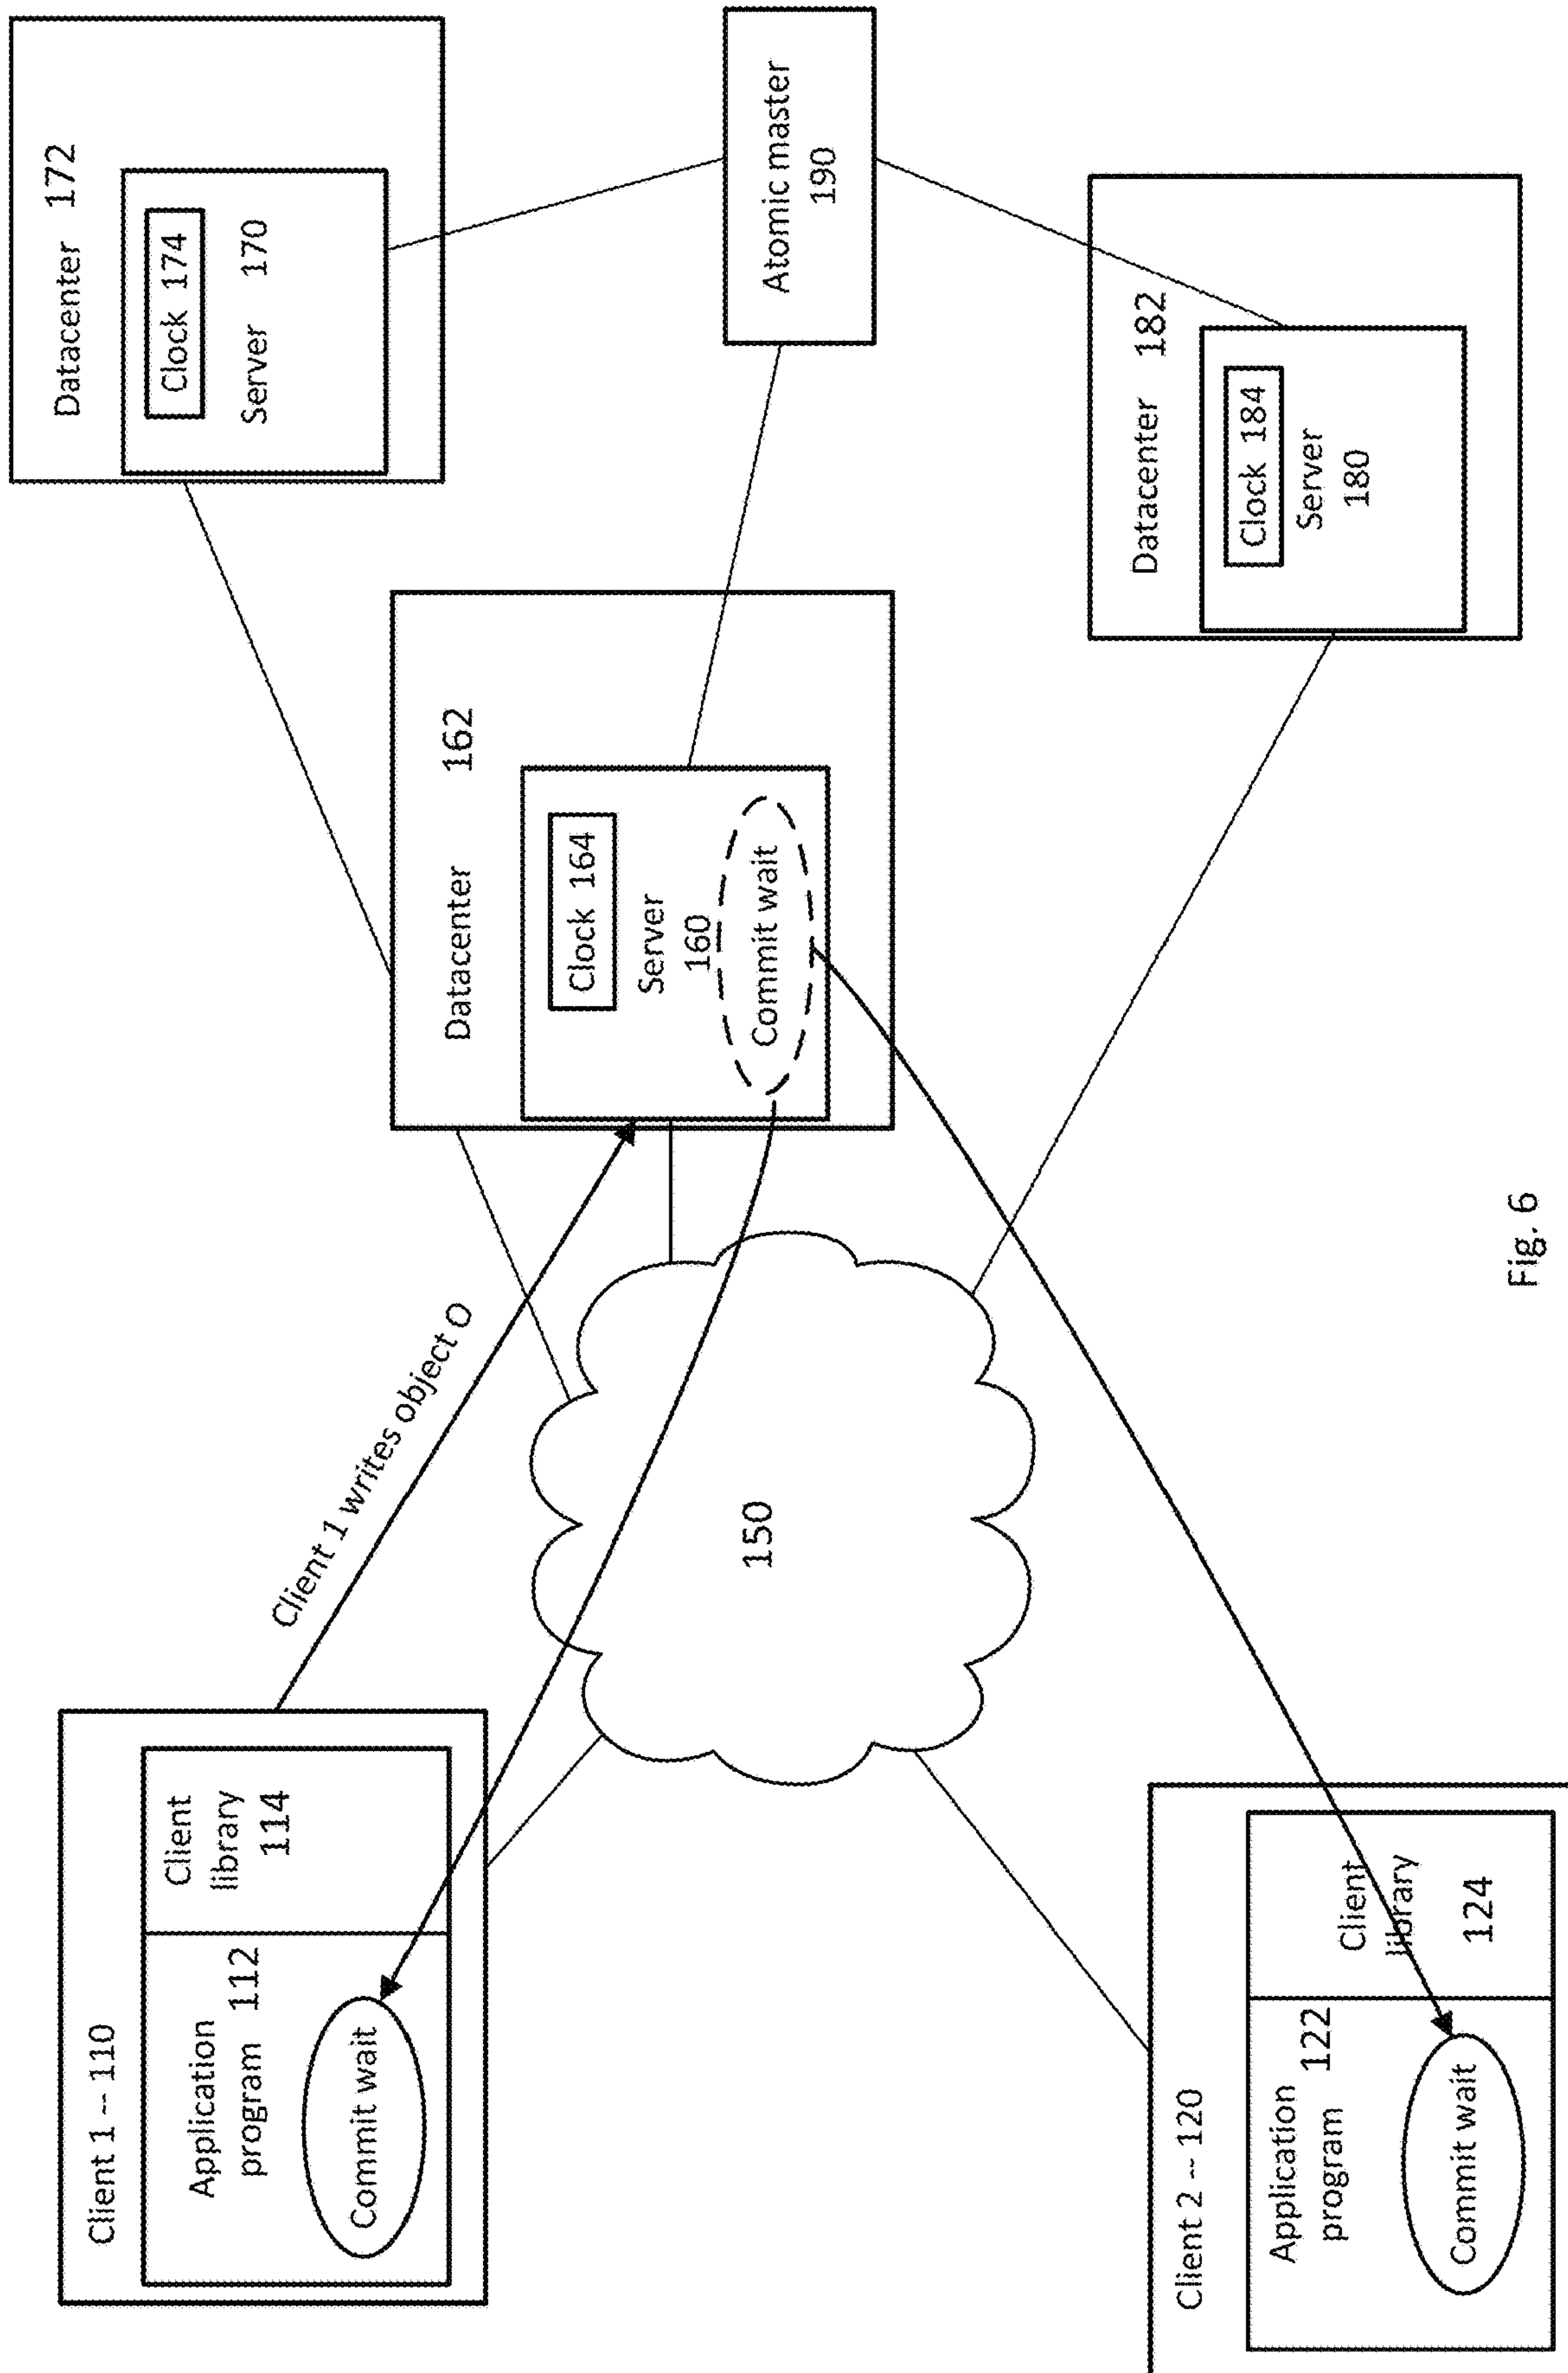 Client 1 -- 110
Application
program 112
Commit wait
Client
library
114
Client 1 writes object O
Datacenter 172
Clock 174
Server 170
Datacenter 162
Clock 164
Server
160
Commit wait
150
Atomic master
190
Client 2 -- 120
Application
program 122
Commit wait
Client
library
124
Datacenter 182
Clock 184
Server
180
Fig. 6